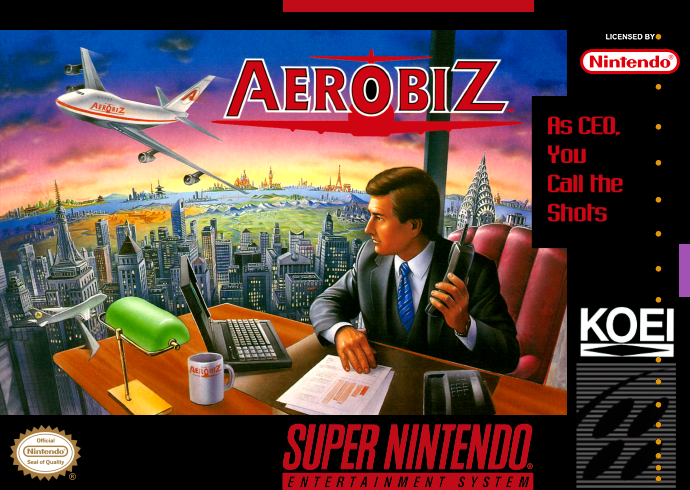 LICENSED BY
Nintendo®
AEROBIZ
AEROBIZ
A
As CEO,
You
Call the
Shots
AEROBIZ
KOEI
Official
Nintendo
Seal of Quality
®
SUPER NINTENDO®
ENTERTAINMENT SYSTEM